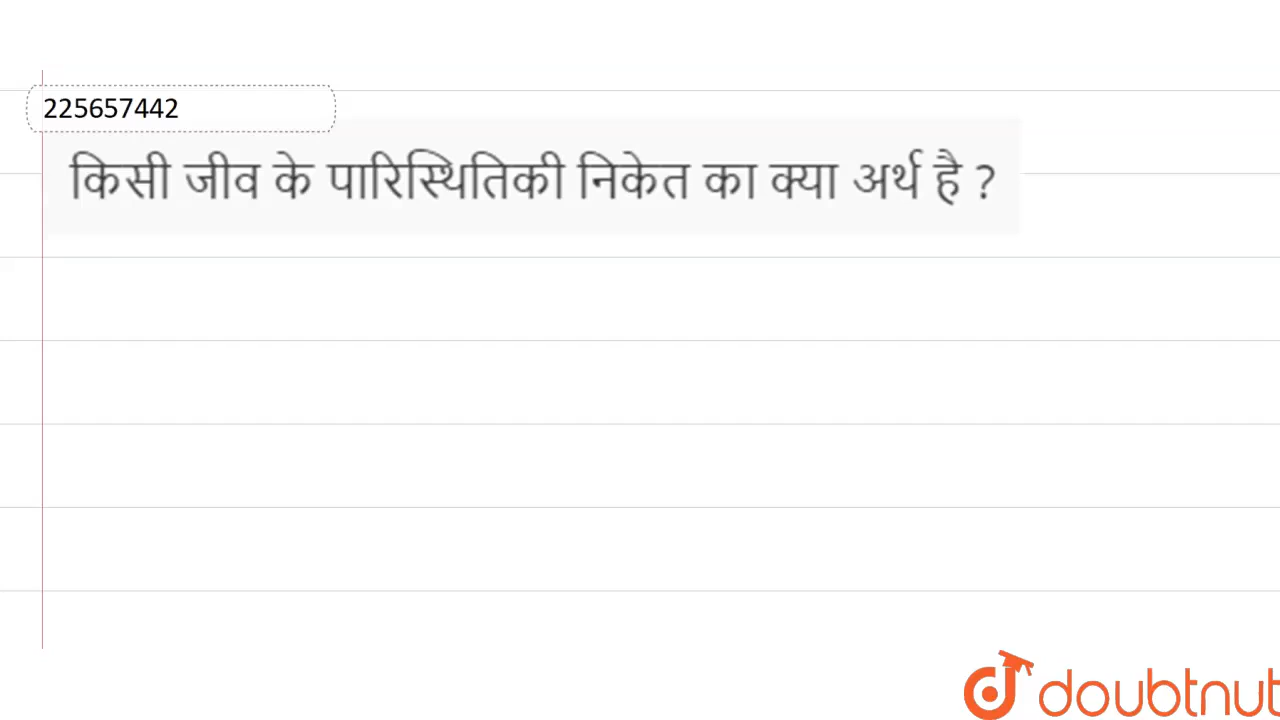 225657442
किसी जीव के पारिस्थितिकी निकेत का क्या अर्थ है ?
doubtnut